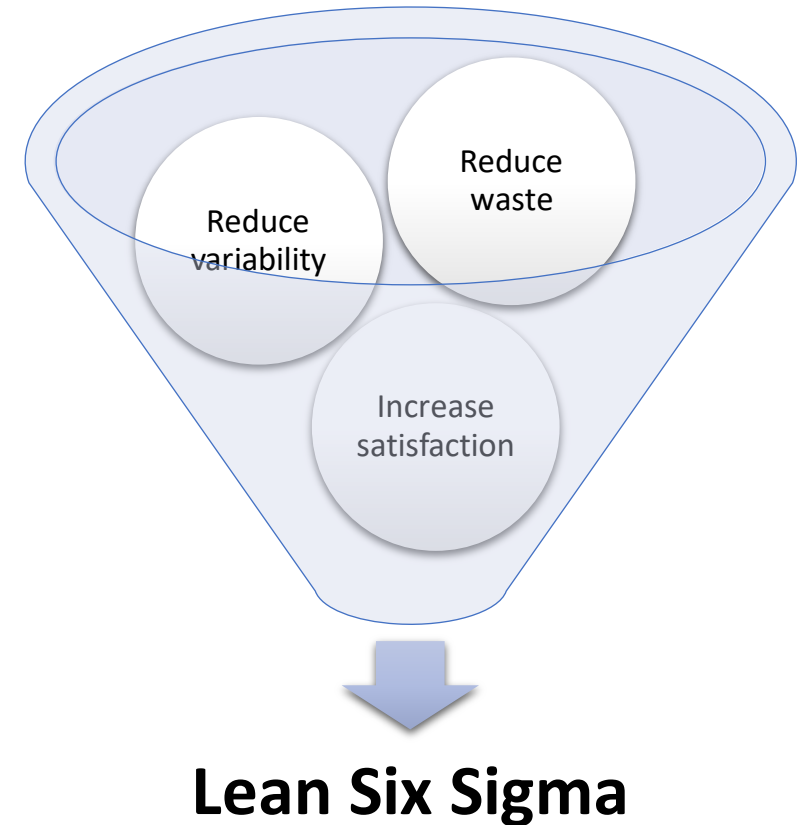 Reduce
waste
Reduce
variability
Increase
satisfaction
Lean Six Sigma